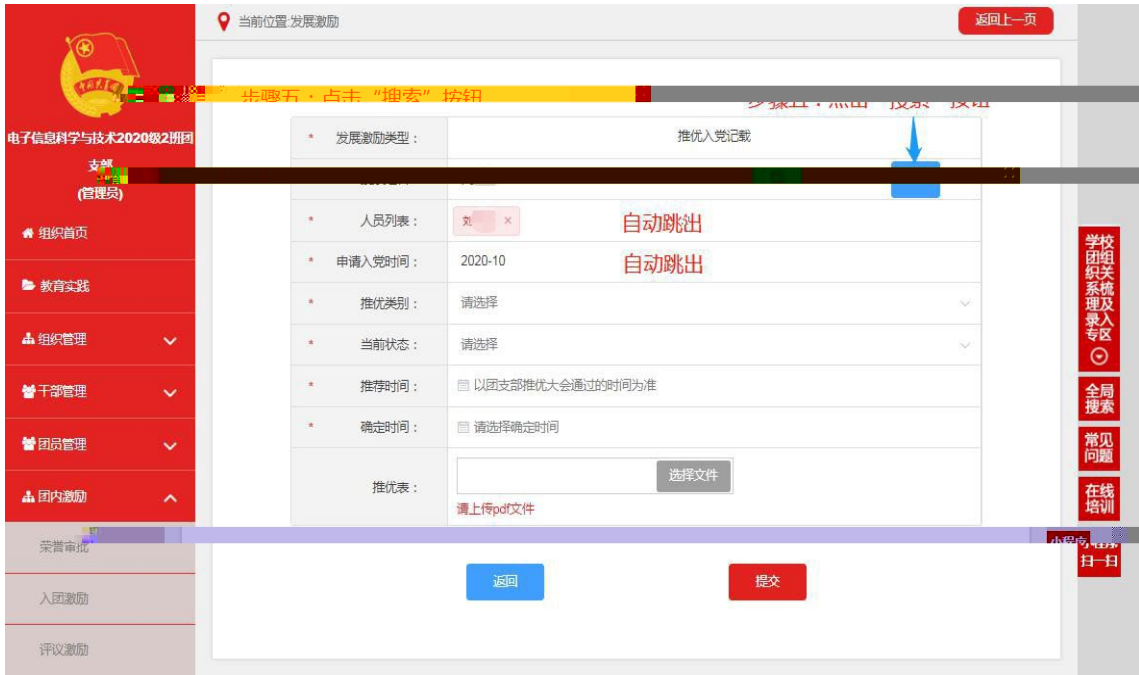 当前位置:发展激励
返回上一页
步骤五：点击“搜索”按钮
电子信息科学与技术2020级2班团
支部
(管理员)
组织首页
教育实践
组织管理
干部管理
团员管理
团内激励
荣誉审批
入团激励
评议激励
* 发展激励类型： 推优入党记载
* 人员列表： 刘 × 自动跳出
* 申请入党时间： 2020-10 自动跳出
* 推优类别： 请选择
* 当前状态： 请选择
* 推荐时间： 以团支部推优大会通过的时间为准
* 确定时间： 请选择确定时间
推优表： 选择文件
请上传pdf文件
返回
提交
学校
团组
织关
系梳
理及
录入
专区
全局
搜索
常见
问题
在线
培训
小程序
扫一扫